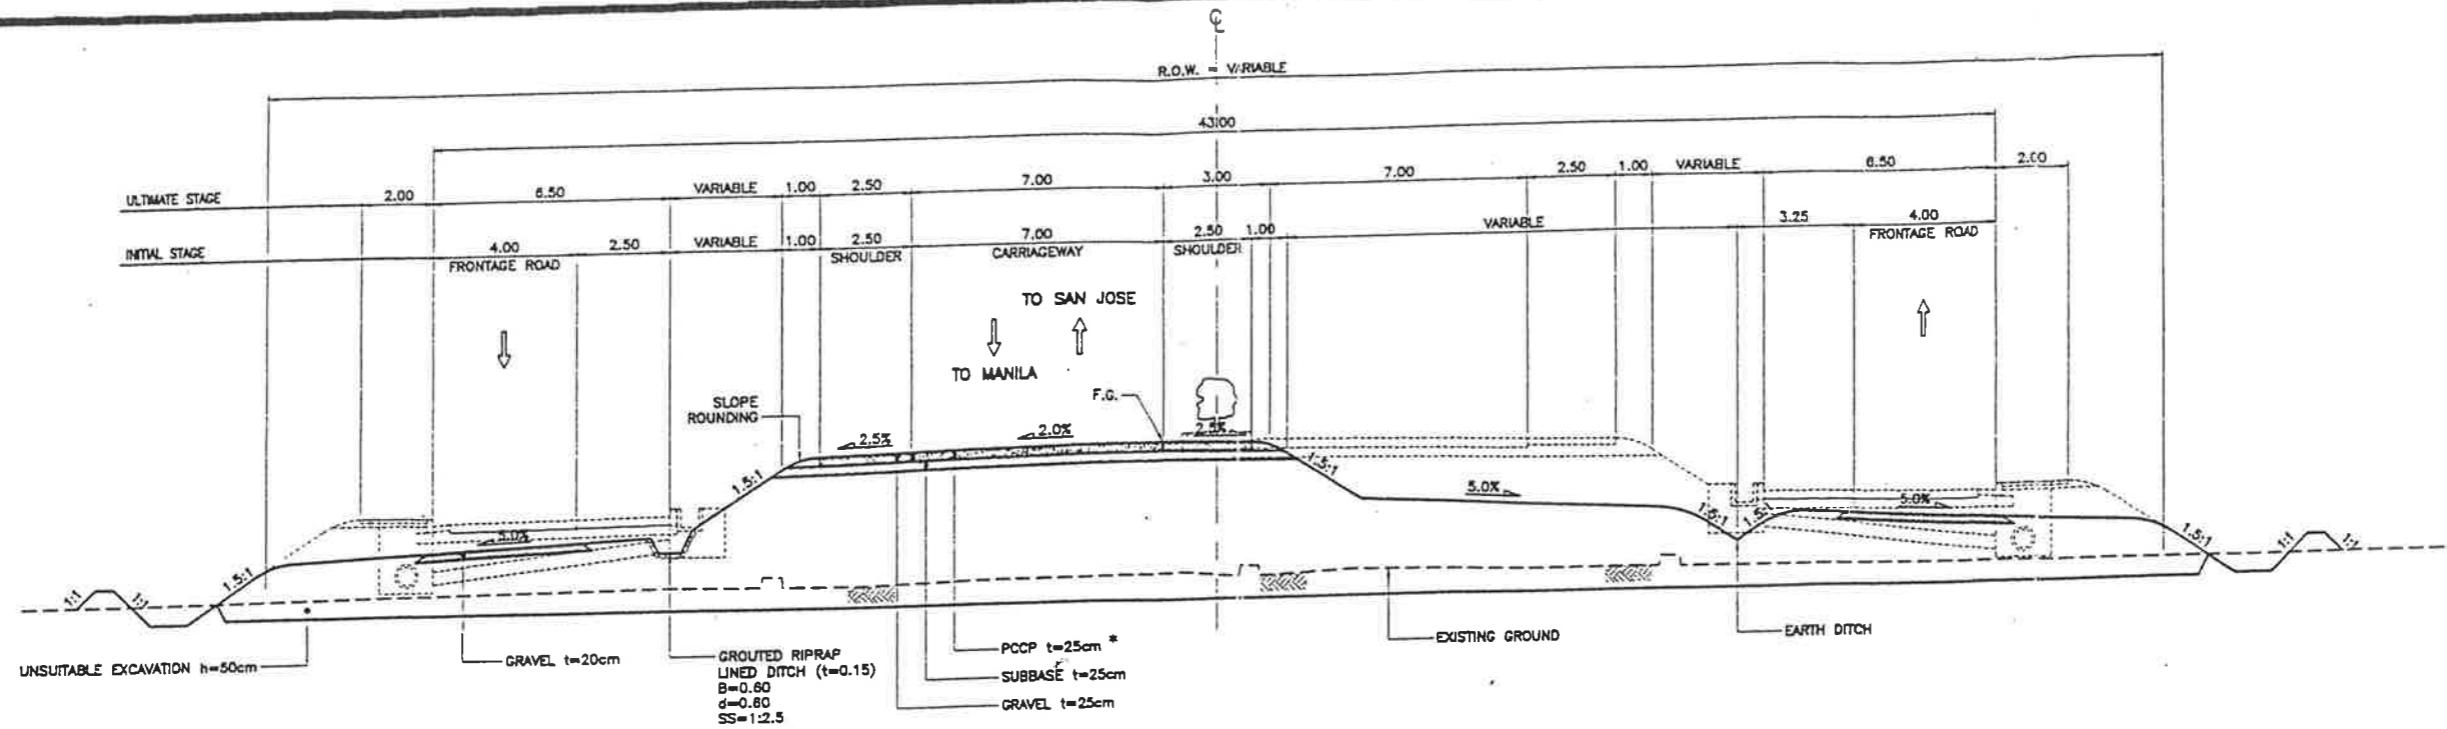 ℄
R.O.W. = VARIABLE
43.00
ULTIMATE STAGE 2.00 6.50 VARIABLE 1.00 2.50 7.00 3.00 7.00 2.50 1.00 VARIABLE 6.50 2.00
INITIAL STAGE 4.00 2.50 VARIABLE 1.00 2.50 7.00 2.50 1.00 VARIABLE 3.25 4.00
FRONTAGE ROAD SHOULDER CARRIAGEWAY SHOULDER FRONTAGE ROAD
TO SAN JOSE
TO MANILA
SLOPE
ROUNDING
F.G.
2.5% 2.0% 2.5%
1.5:1 1.5:1
5.0%
5.0% 1.5:1 1.5:1 5.0%
1:1 1:1 1.5:1 1.5:1 1:1 1:1
UNSUITABLE EXCAVATION h=50cm
GRAVEL t=20cm
GROUTED RIPRAP
LINED DITCH (t=0.15)
B=0.60
d=0.60
SS=1:2.5
PCCP t=25cm *
SUBBASE t=25cm
GRAVEL t=25cm
EXISTING GROUND
EARTH DITCH